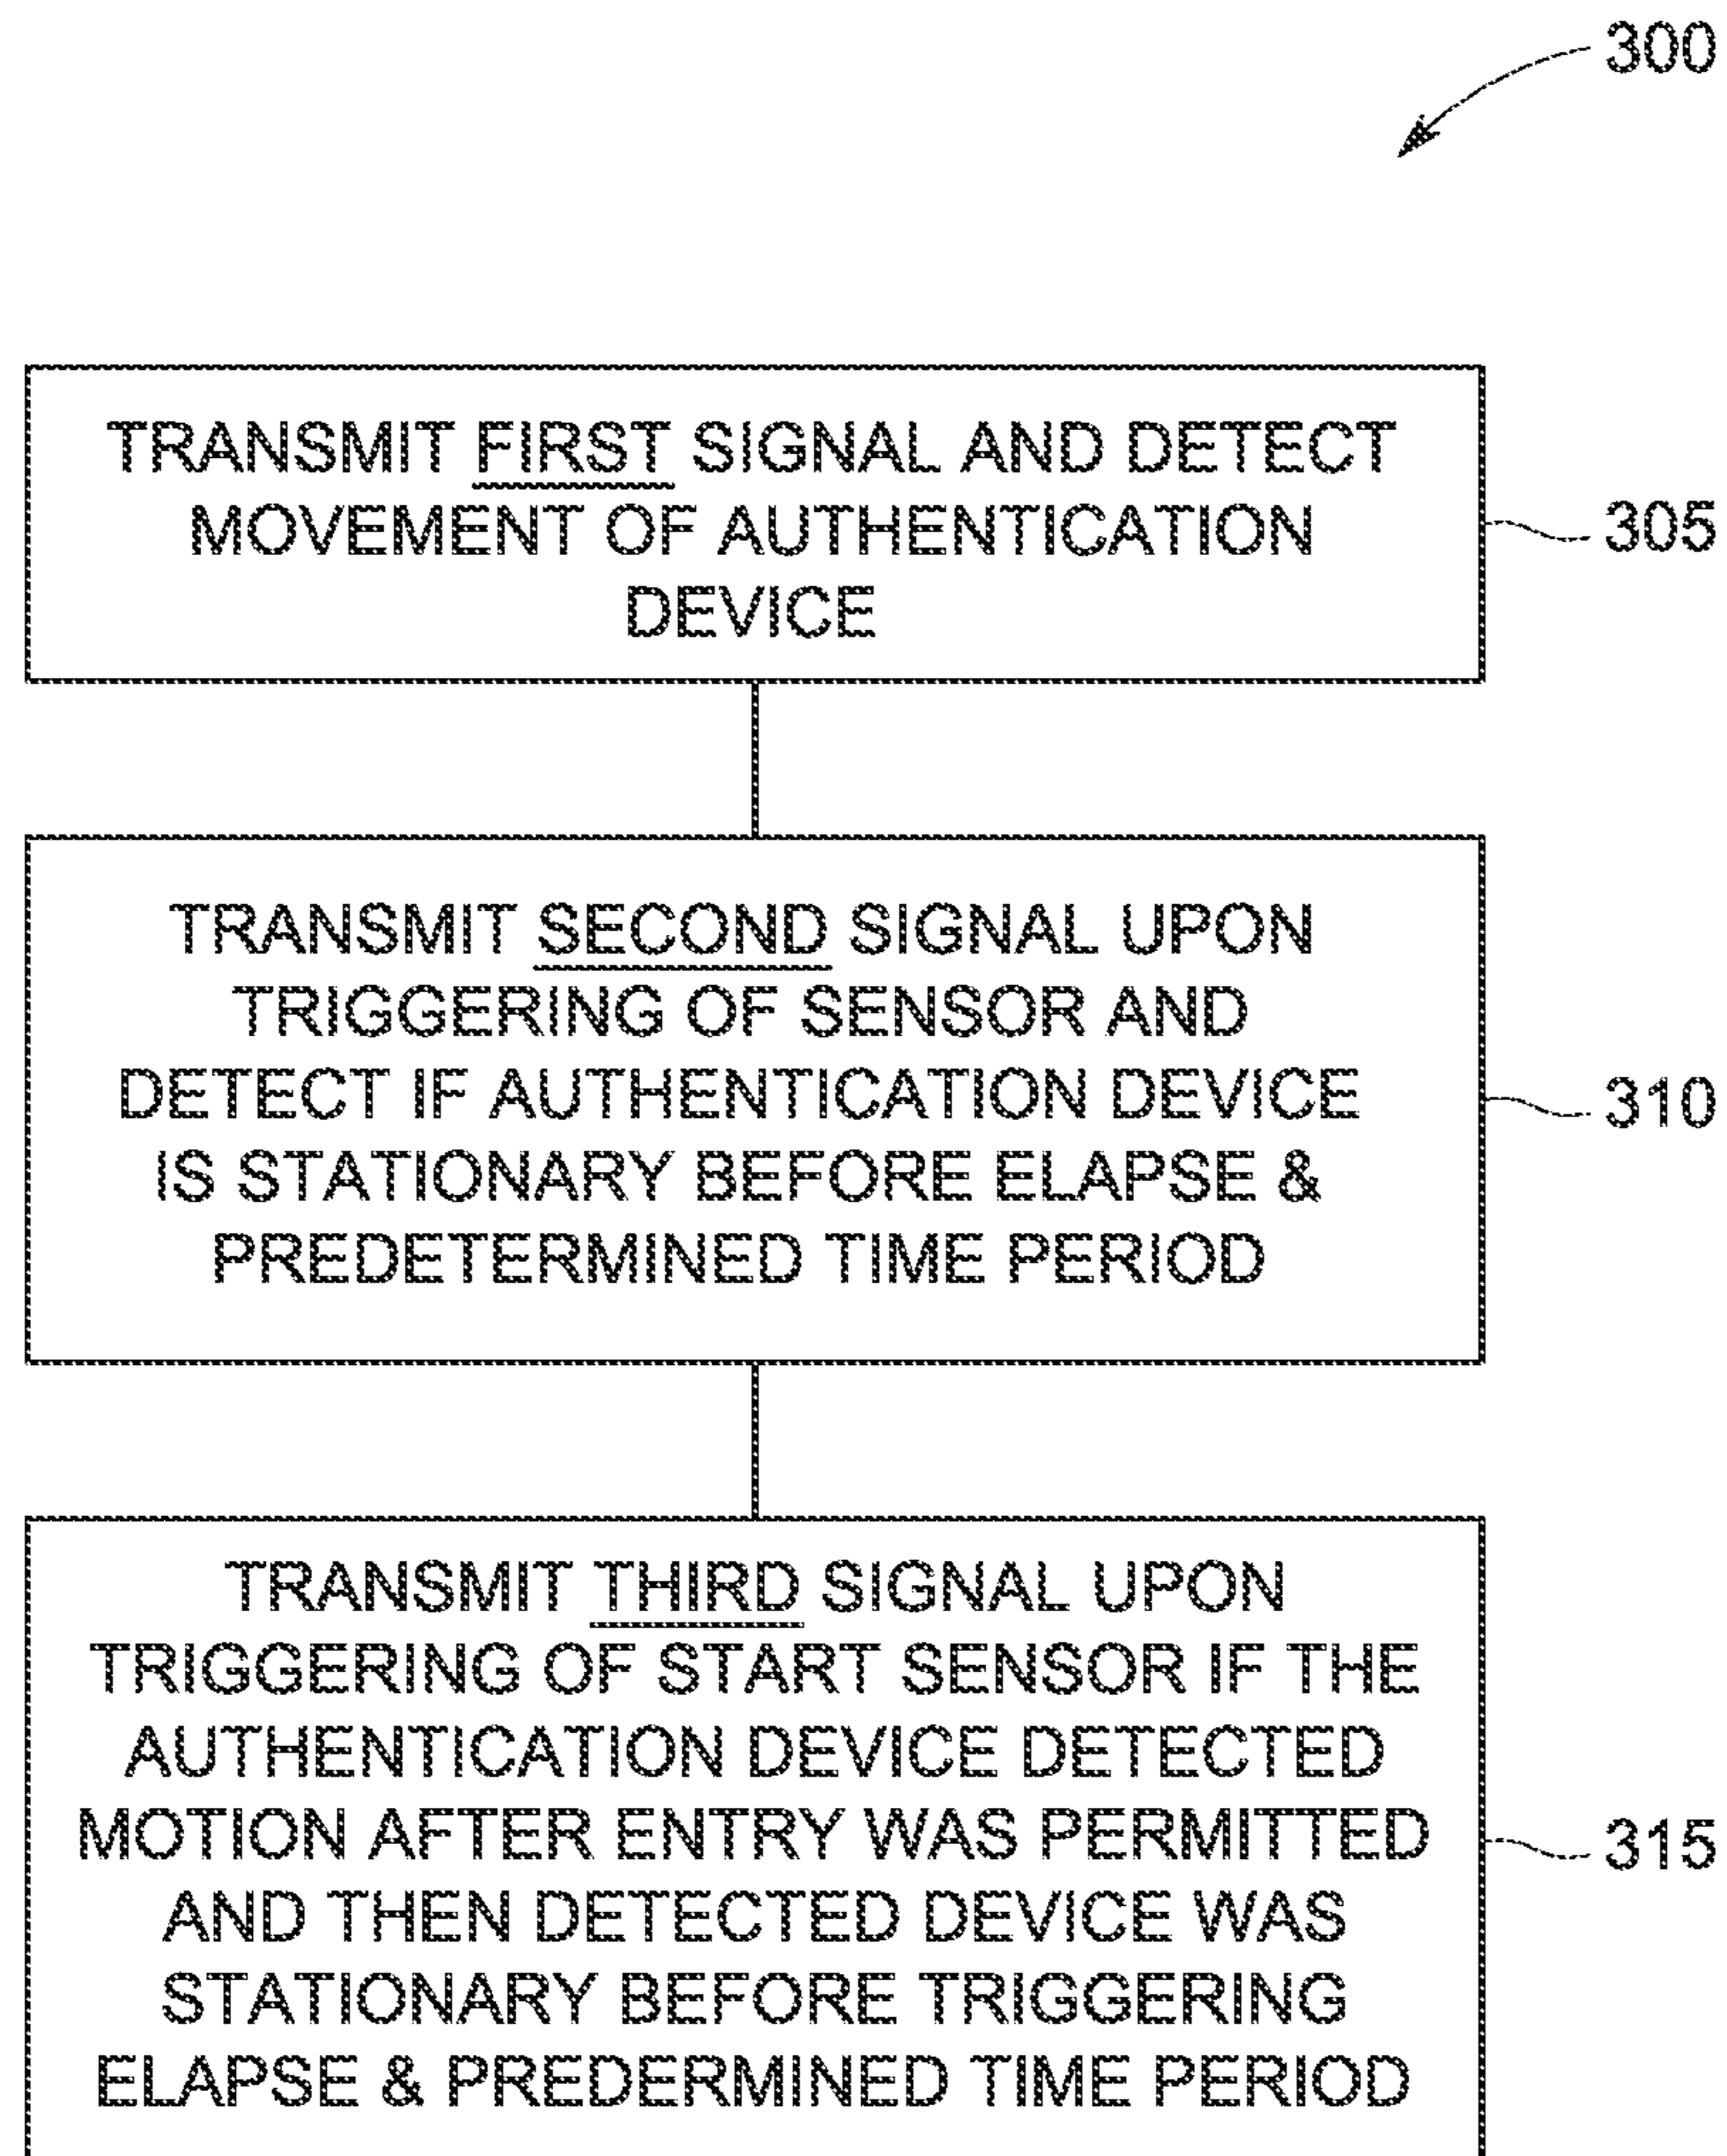 300
TRANSMIT FIRST SIGNAL AND DETECT
MOVEMENT OF AUTHENTICATION
DEVICE
305
TRANSMIT SECOND SIGNAL UPON
TRIGGERING OF SENSOR AND
DETECT IF AUTHENTICATION DEVICE
IS STATIONARY BEFORE ELAPSE &
PREDETERMINED TIME PERIOD
310
TRANSMIT THIRD SIGNAL UPON
TRIGGERING OF START SENSOR IF THE
AUTHENTICATION DEVICE DETECTED
MOTION AFTER ENTRY WAS PERMITTED
AND THEN DETECTED DEVICE WAS
STATIONARY BEFORE TRIGGERING
ELAPSE & PREDERMINED TIME PERIOD
315